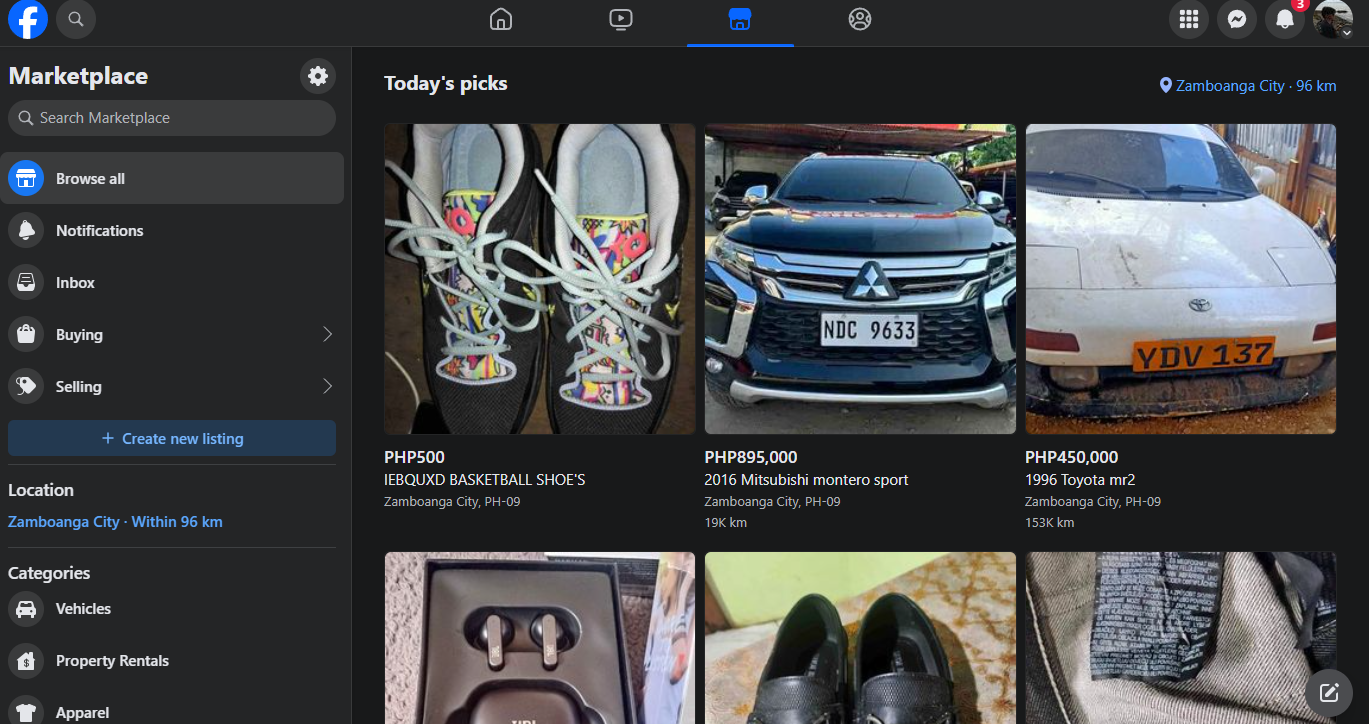 3
Marketplace
Search Marketplace
Browse all
Notifications
Inbox
Buying
Selling
+ Create new listing
Location
Zamboanga City · Within 96 km
Categories
Vehicles
Property Rentals
Apparel
Today's picks
Zamboanga City · 96 km
NDC 9633
YDV 137
PHP500
IEBQUXD BASKETBALL SHOE'S
Zamboanga City, PH-09
PHP895,000
2016 Mitsubishi montero sport
Zamboanga City, PH-09
19K km
PHP450,000
1996 Toyota mr2
Zamboanga City, PH-09
153K km
JBL